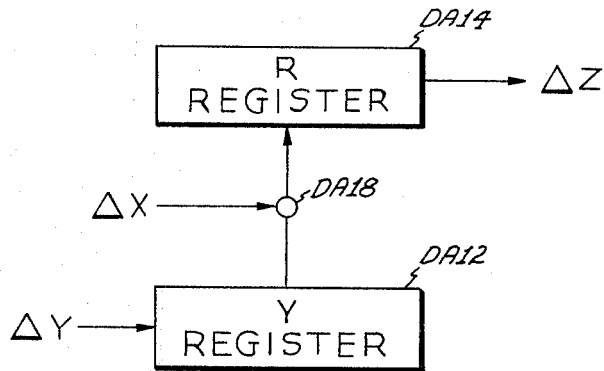 DA14
R
REGISTER
ΔZ
ΔX
DA18
DA12
ΔY
Y
REGISTER